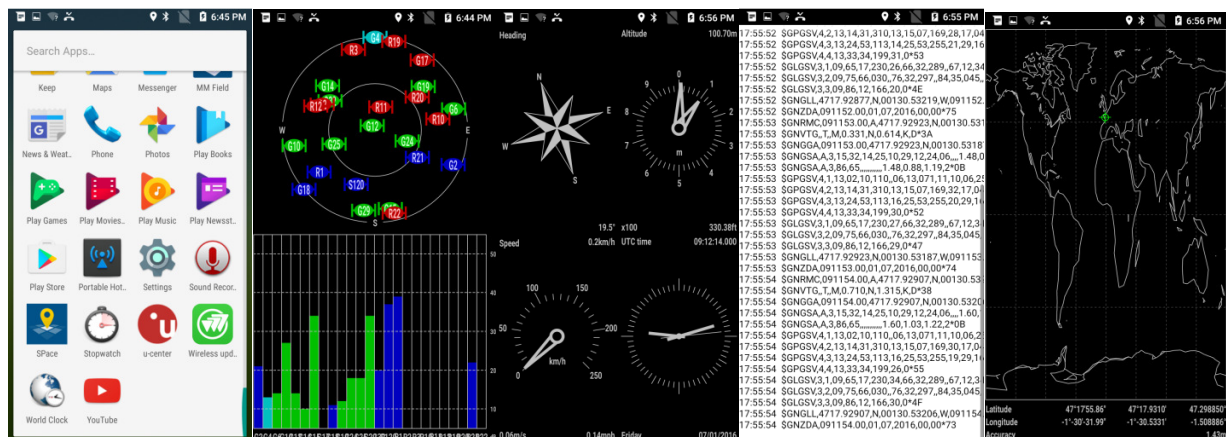 6:45 PM
Search Apps...
Keep Maps Messenger MM Field
News & Weat.. Phone Photos Play Books
Play Games Play Movies.. Play Music Play Newsst..
Play Store Portable Hot.. Settings Sound Recor..
SPace Stopwatch u-center Wireless upd..
World Clock YouTube
6:44 PM
G4
R3 R19
G17
G14 G19
R12 R20
R11 G6
R10
G12
W E
G10 G25 G24
R21
R1 G2
G18 S120
G29 R22
S
50
40
30
20
10
6:56 PM
Heading Altitude 100.70m
N
E
W
S
0
1 1
2 2
3 3
4 4
5
m
19.5° x100 330.38ft
Speed 0.2km/h UTC time 09:12:14.000
100 150
50 200
0 250
km/h
0.06m/s 0.14mph Friday 07/01/2016
6:55 PM
17:55:52 $GPGSV,4,2,13,14,31,310,13,15,07,169,28,17,04
17:55:52 $GPGSV,4,3,13,24,53,113,14,25,53,255,21,29,16
17:55:52 $GPGSV,4,4,13,33,34,199,31,0*53
17:55:52 $GLGSV,3,1,09,65,17,230,26,66,32,289,,67,12,34
17:55:52 $GLGSV,3,2,09,75,66,030,,76,32,297,,84,35,045,
17:55:52 $GLGSV,3,3,09,86,12,166,20,0*4E
17:55:52 $GNGLL,4717.92877,N,00130.53219,W,091152.
17:55:52 $GNZDA,091152.00,01,07,2016,00,00*75
17:55:53 $GNRMC,091153.00,A,4717.92923,N,00130.53
17:55:53 $GNVTG,,T,,M,0.331,N,0.614,K,D*3A
17:55:53 $GNGGA,091153.00,4717.92923,N,00130.5318
17:55:53 $GNGSA,A,3,15,32,14,25,10,29,12,24,06,,,,1.48,0
17:55:53 $GNGSA,A,3,86,65,,,,,,,,,,,1.48,0.88,1.19,2*0B
17:55:53 $GPGSV,4,1,13,02,10,110,,06,13,071,11,10,06,25
17:55:53 $GPGSV,4,2,13,14,31,310,13,15,07,169,32,17,04
17:55:53 $GPGSV,4,3,13,24,53,113,16,25,53,255,20,29,16
17:55:53 $GPGSV,4,4,13,33,34,199,30,0*52
17:55:53 $GLGSV,3,1,09,65,17,230,27,66,32,289,,67,12,34
17:55:53 $GLGSV,3,2,09,75,66,030,,76,32,297,,84,35,045,
17:55:53 $GLGSV,3,3,09,86,12,166,29,0*47
17:55:53 $GNGLL,4717.92923,N,00130.53187,W,091153
17:55:53 $GNZDA,091153.00,01,07,2016,00,00*74
17:55:54 $GNRMC,091154.00,A,4717.92907,N,00130.53
17:55:54 $GNVTG,,T,,M,0.710,N,1.315,K,D*38
17:55:54 $GNGGA,091154.00,4717.92907,N,00130.5320
17:55:54 $GNGSA,A,3,15,32,14,25,10,29,12,24,06,,,,1.60,
17:55:54 $GNGSA,A,3,86,65,,,,,,,,,,,1.60,1.03,1.22,2*0B
17:55:54 $GPGSV,4,1,13,02,10,110,,06,13,071,11,10,06,2
17:55:54 $GPGSV,4,2,13,14,31,310,13,15,07,169,30,17,04
17:55:54 $GPGSV,4,3,13,24,53,113,16,25,53,255,19,29,16
17:55:54 $GPGSV,4,4,13,33,34,199,26,0*55
17:55:54 $GLGSV,3,1,09,65,17,230,34,66,32,289,,67,12,3
17:55:54 $GLGSV,3,2,09,75,66,030,,76,32,297,,84,35,045,
17:55:54 $GLGSV,3,3,09,86,12,166,30,0*4F
17:55:54 $GNGLL,4717.92907,N,00130.53206,W,091154
17:55:54 $GNZDA,091154.00,01,07,2016,00,00*73
6:56 PM
Latitude 47°17'55.86" 47°17.9310' 47.298850°
Longitude -1°-30'-31.99" -1°-30.5331'
Accuracy 1.43m